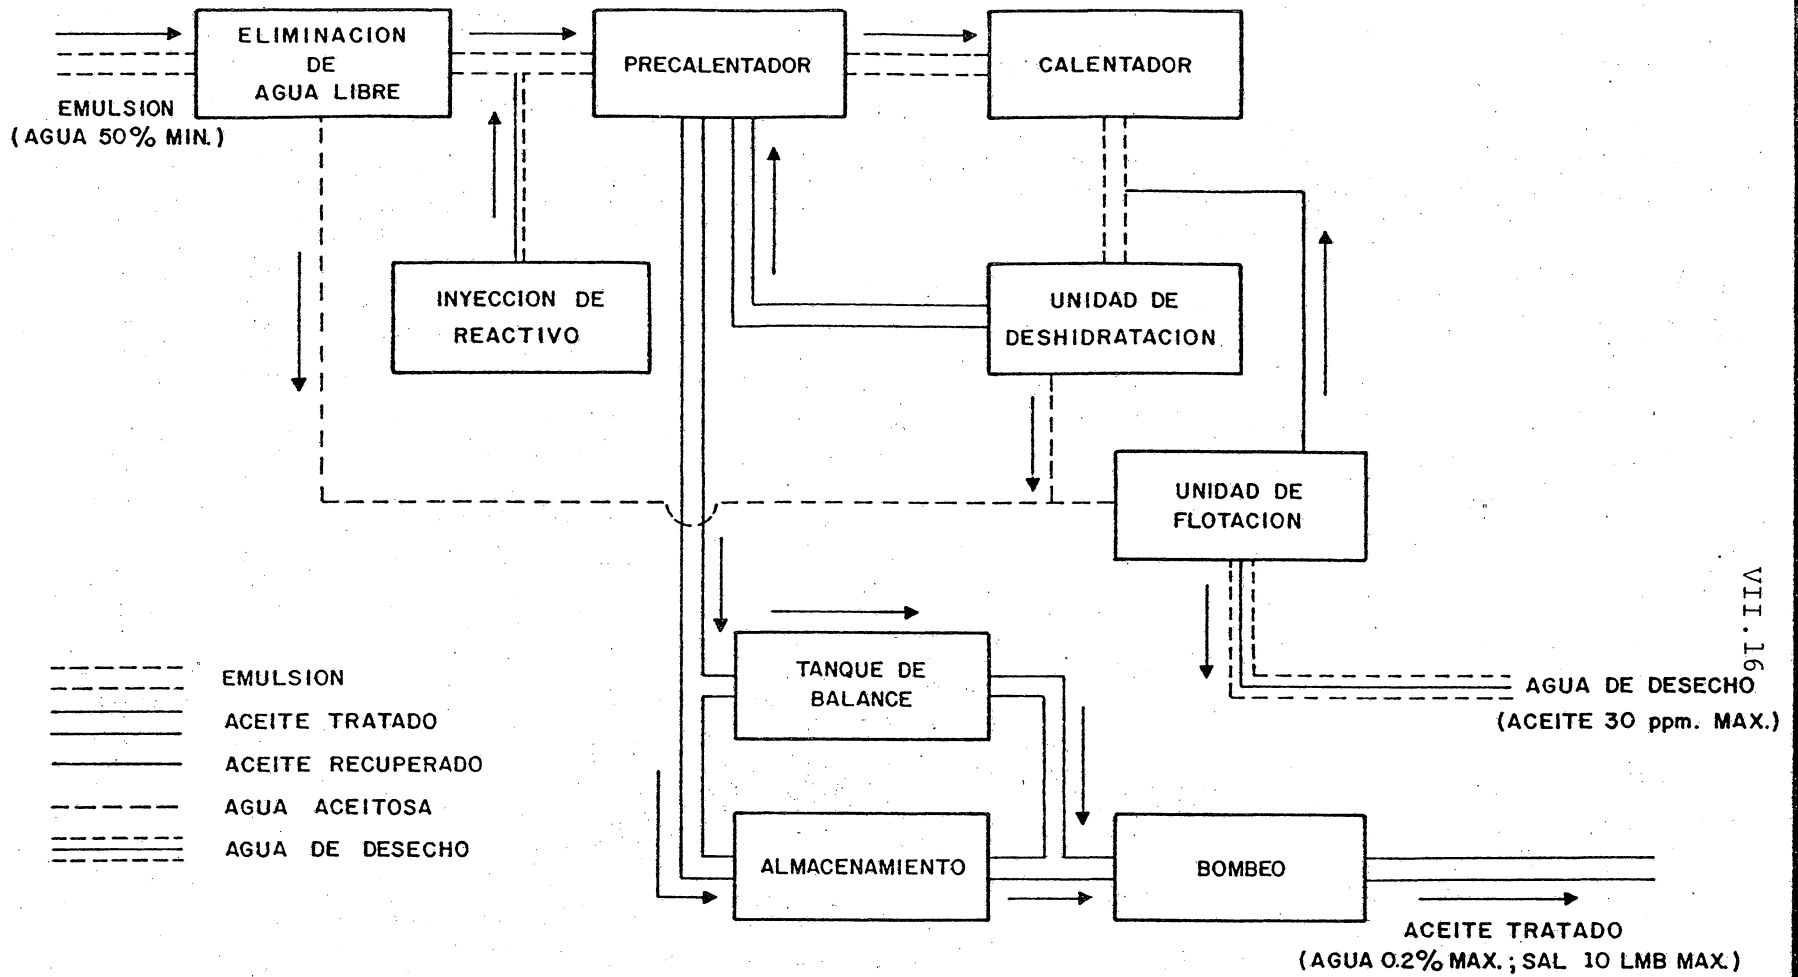 ELIMINACION
DE
AGUA LIBRE
PRECALENTADOR
CALENTADOR
EMULSION
(AGUA 50% MIN.)
INYECCION DE
REACTIVO
UNIDAD DE
DESHIDRATACION
UNIDAD DE
FLOTACION
TANQUE DE
BALANCE
AGUA DE DESECHO
(ACEITE 30 ppm. MAX.)
VII.16
EMULSION
ACEITE TRATADO
ACEITE RECUPERADO
AGUA ACEITOSA
AGUA DE DESECHO
ALMACENAMIENTO
BOMBEO
ACEITE TRATADO
(AGUA 0.2% MAX.; SAL 10 LMB MAX.)